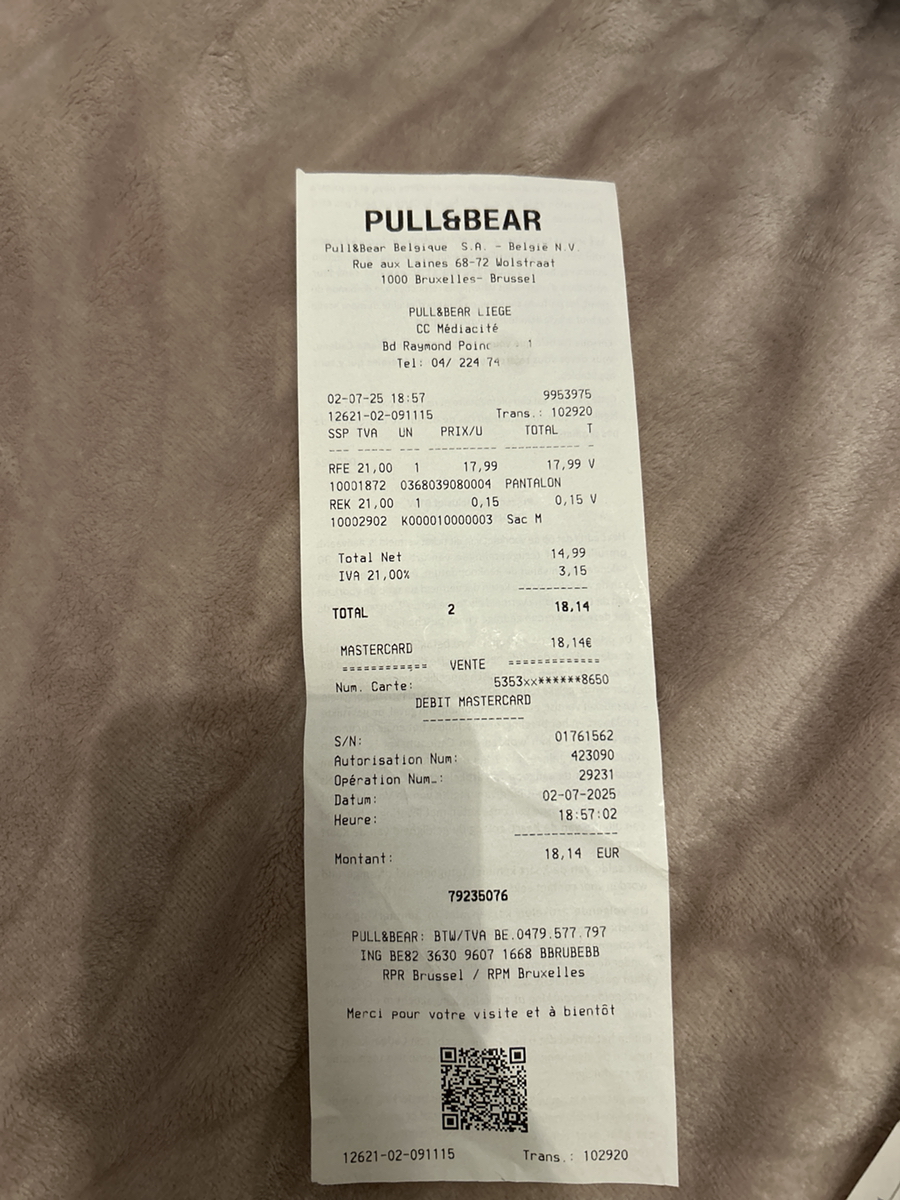 PULL&BEAR
Pull&Bear Belgique S.A. - België N.V.
Rue aux Laines 68-72 Wolstraat
1000 Bruxelles- Brussel
PULL&BEAR LIEGE
CC Médiacité
Bd Raymond 1
Tel: 04/ 224 74
02-07-25 18:57 9953975
12621-02-091115 Trans.: 102920
SSP TVA UN PRIX/U TOTAL T
--- ----- --- ---------- ----------- -
RFE 21,00 1 17,99 17,99 V
10001872 0368039080004 PANTALON
REK 21,00 1 0,15 0,15 V
10002902 K000010000003 Sac M
Total Net 14,99
IVA 21,00% 3,15
----------
TOTAL 2 18,14
MASTERCARD 18,14€
============ VENTE =============
Num. Carte: 5353xx******8650
DEBIT MASTERCARD
--------------
S/N: 01761562
Autorisation Num: 423090
Opération Num.: 29231
Datum: 02-07-2025
Heure: 18:57:02
--------------
Montant: 18,14 EUR
79235076
PULL&BEAR: BTW/TVA BE.0479.577.797
ING BE82 3630 9607 1668 BBRUBEBB
RPR Brussel / RPM Bruxelles
Merci pour votre visite et à bientôt
12621-02-091115 Trans.: 102920